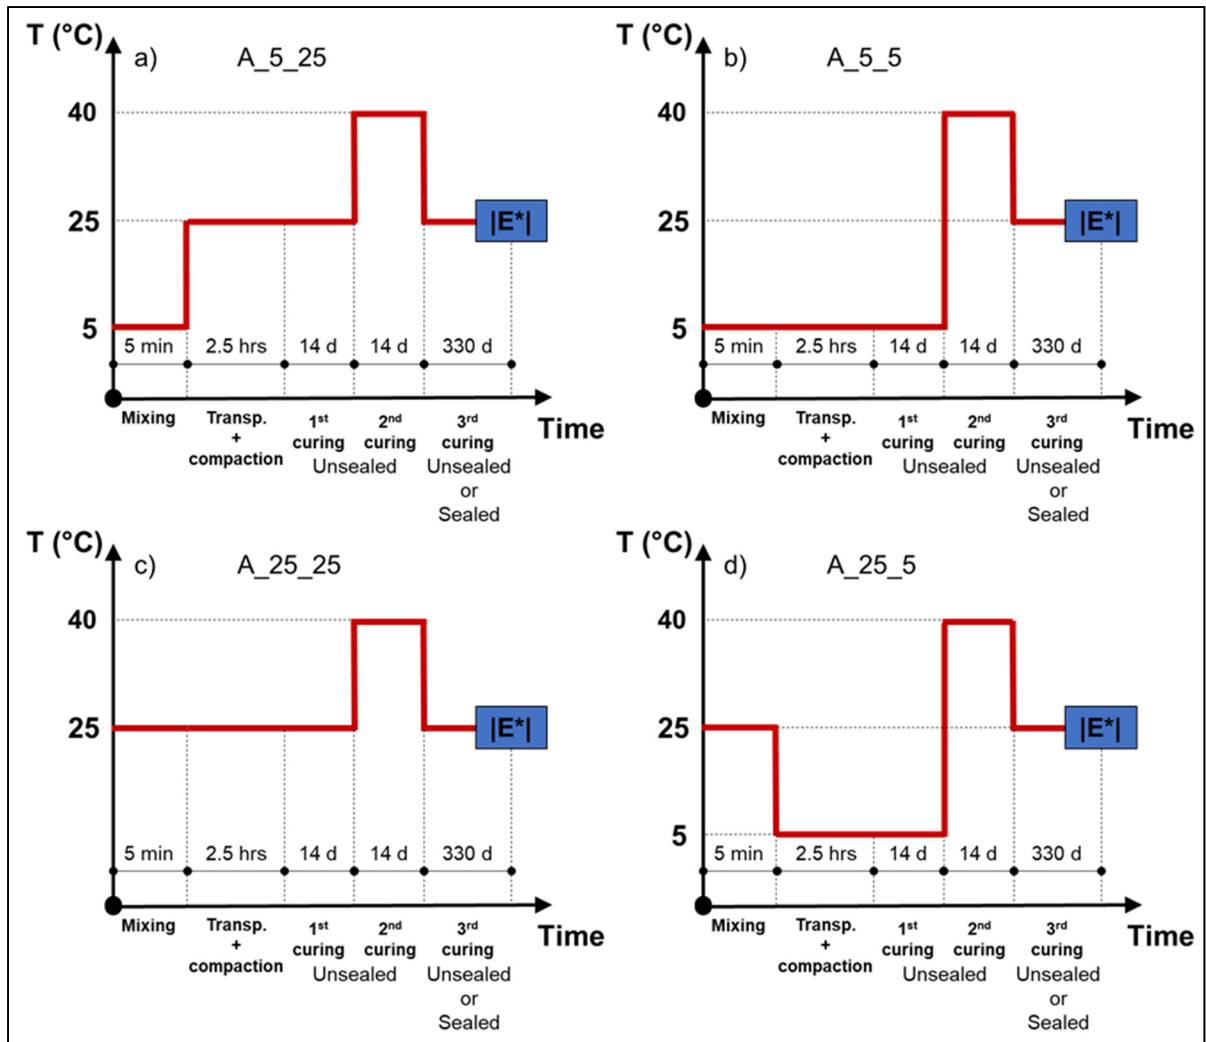 T (°C)
a)
A_5_25
40
25
5
|E*|
5 min
2.5 hrs
14 d
14 d
330 d
Mixing
Transp.
+
compaction
1st
curing
2nd
curing
Unsealed
3rd
curing
Unsealed
or
Sealed
Time
T (°C)
b)
A_5_5
40
25
5
|E*|
5 min
2.5 hrs
14 d
14 d
330 d
Mixing
Transp.
+
compaction
1st
curing
2nd
curing
Unsealed
3rd
curing
Unsealed
or
Sealed
Time
T (°C)
c)
A_25_25
40
25
|E*|
5 min
2.5 hrs
14 d
14 d
330 d
Mixing
Transp.
+
compaction
1st
curing
2nd
curing
Unsealed
3rd
curing
Unsealed
or
Sealed
Time
T (°C)
d)
A_25_5
40
25
5
|E*|
5 min
2.5 hrs
14 d
14 d
330 d
Mixing
Transp.
+
compaction
1st
curing
2nd
curing
Unsealed
3rd
curing
Unsealed
or
Sealed
Time